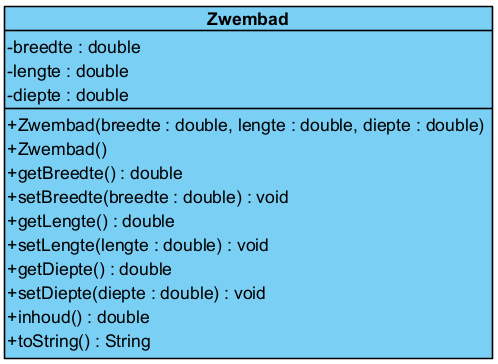 Zwembad
-breedte : double
-lengte : double
-diepte : double
+Zwembad(breedte : double, lengte : double, diepte : double)
+Zwembad()
+getBreedte() : double
+setBreedte(breedte : double) : void
+getLengte() : double
+setLengte(lengte : double) : void
+getDiepte() : double
+setDiepte(diepte : double) : void
+inhoud() : double
+toString() : String